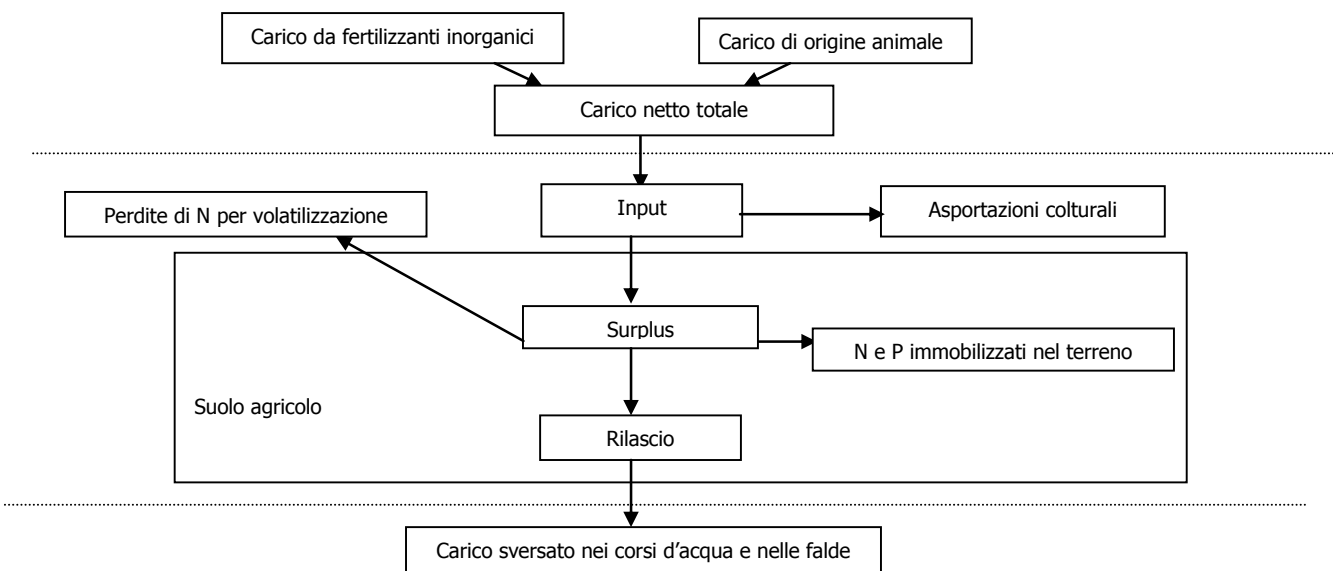 Carico da fertilizzanti inorganici
Carico di origine animale
Carico netto totale
Perdite di N per volatilizzazione
Input
Asportazioni colturali
Surplus
N e P immobilizzati nel terreno
Suolo agricolo
Rilascio
Carico sversato nei corsi d'acqua e nelle falde